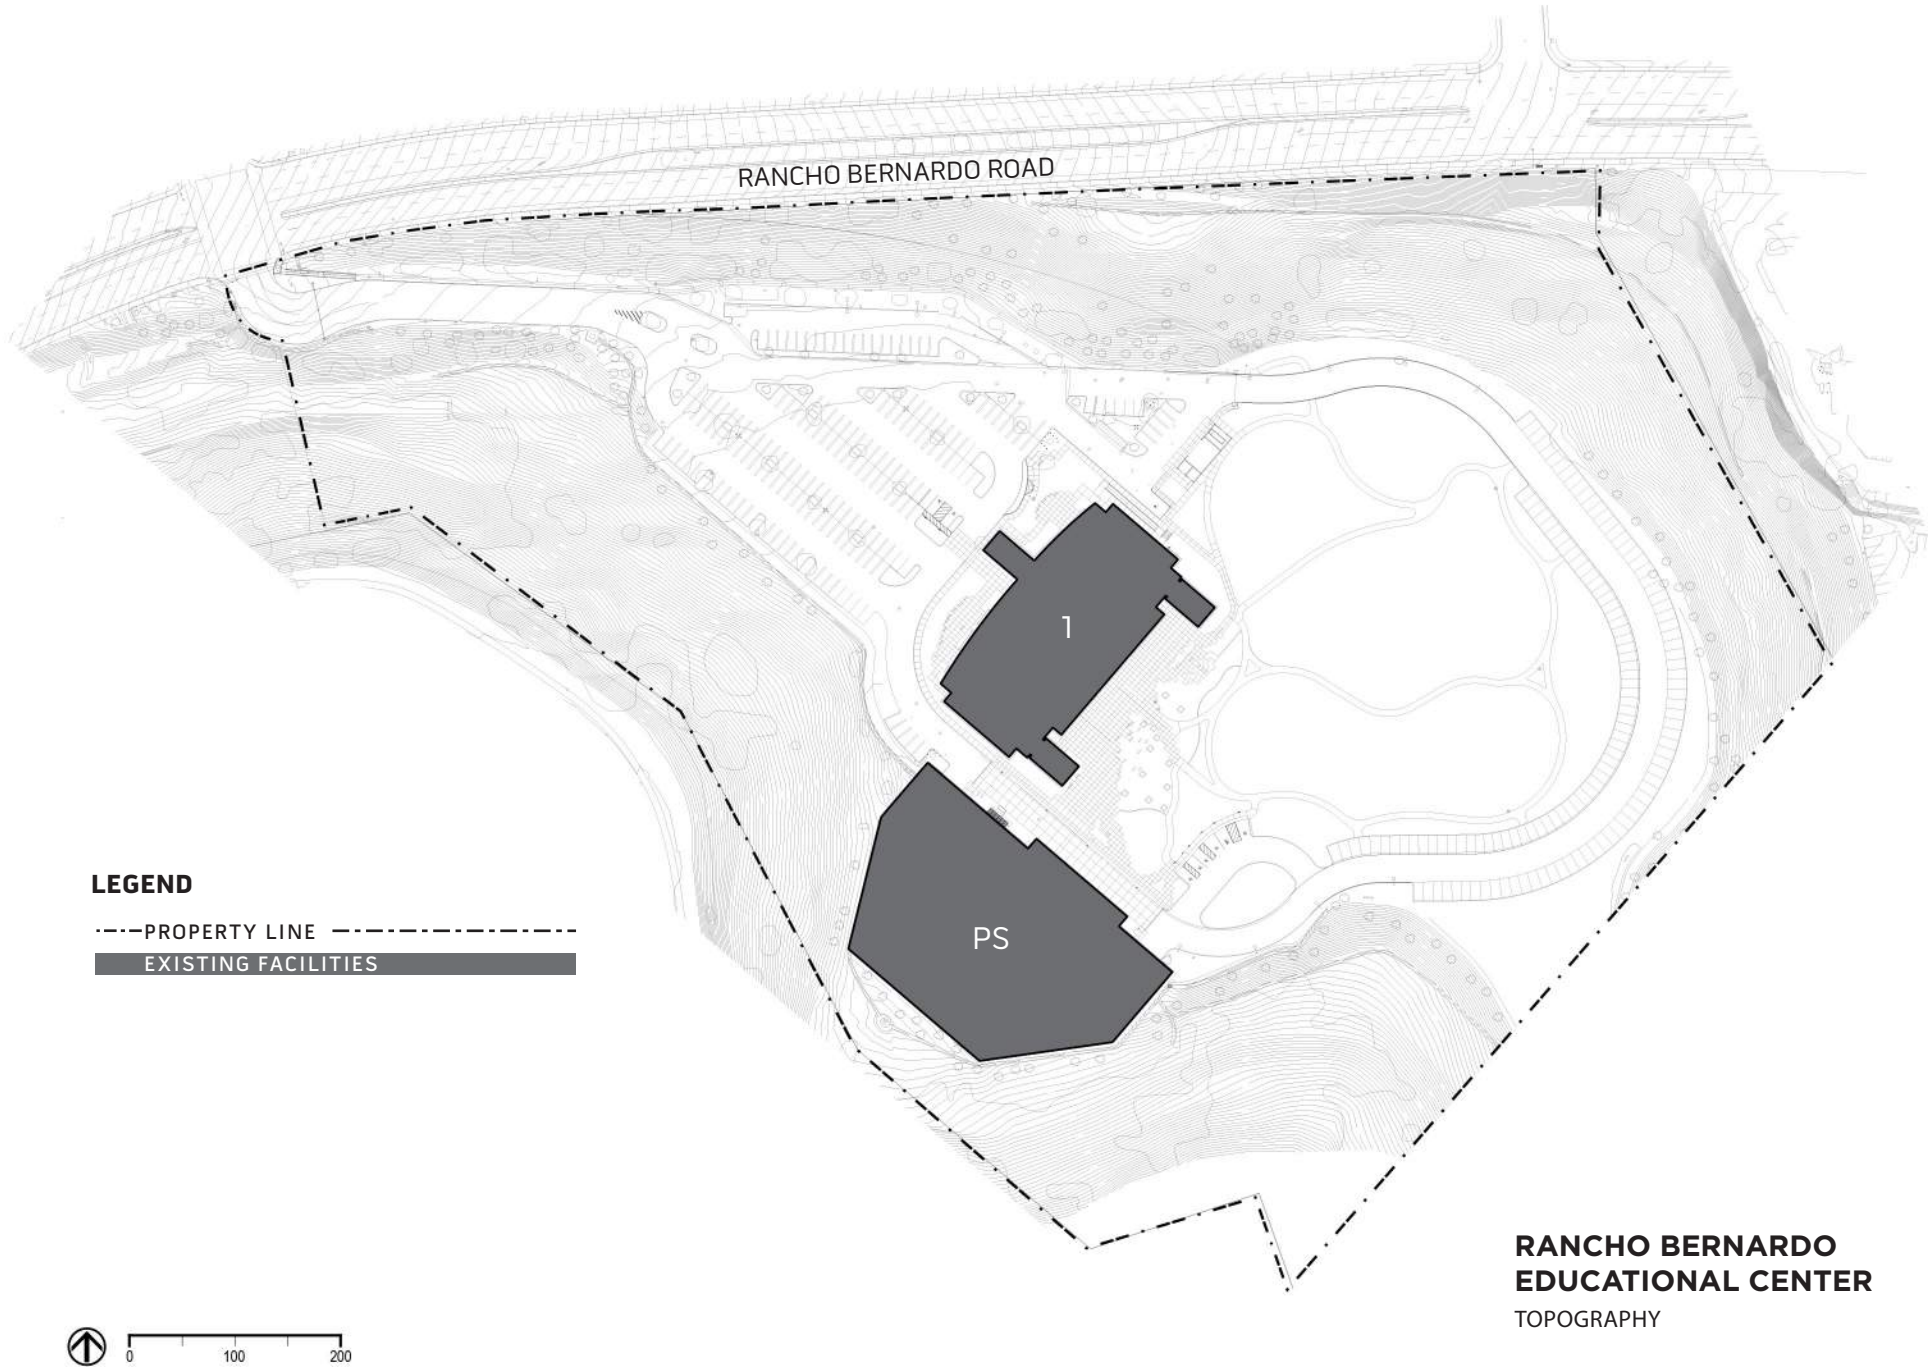 RANCHO BERNARDO ROAD
1
PS
LEGEND
PROPERTY LINE
EXISTING FACILITIES
RANCHO BERNARDO
EDUCATIONAL CENTER
TOPOGRAPHY
0 100 200